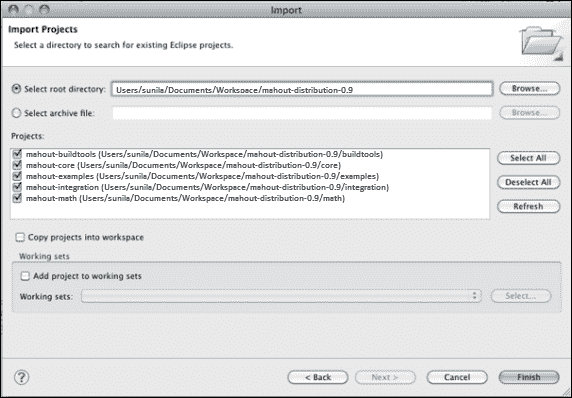 Import
Import Projects
Select a directory to search for existing Eclipse projects.
Select root directory: Users/sunila/Documents/Workspace/mahout-distribution-0.9 Browse...
Select archive file: Browse...
Projects:
mahout-buildtools (Users/sunila/Documents/Workspace/mahout-distribution-0.9/buildtools)
mahout-core (Users/sunila/Documents/Workspace/mahout-distribution-0.9/core)
mahout-examples (Users/sunila/Documents/Workspace/mahout-distribution-0.9/examples)
mahout-integration (Users/sunila/Documents/Workspace/mahout-distribution-0.9/integration)
mahout-math (Users/sunila/Documents/Workspace/mahout-distribution-0.9/math)
Select All
Deselect All
Refresh
Copy projects into workspace
Working sets
Add project to working sets
Working sets: Select...
? < Back Next > Cancel Finish